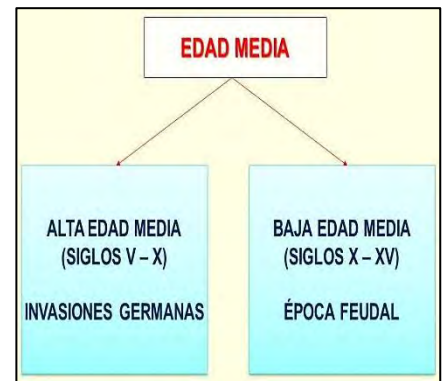 EDAD MEDIA
ALTA EDAD MEDIA
(SIGLOS V – X)
INVASIONES GERMANAS
BAJA EDAD MEDIA
(SIGLOS X – XV)
ÉPOCA FEUDAL